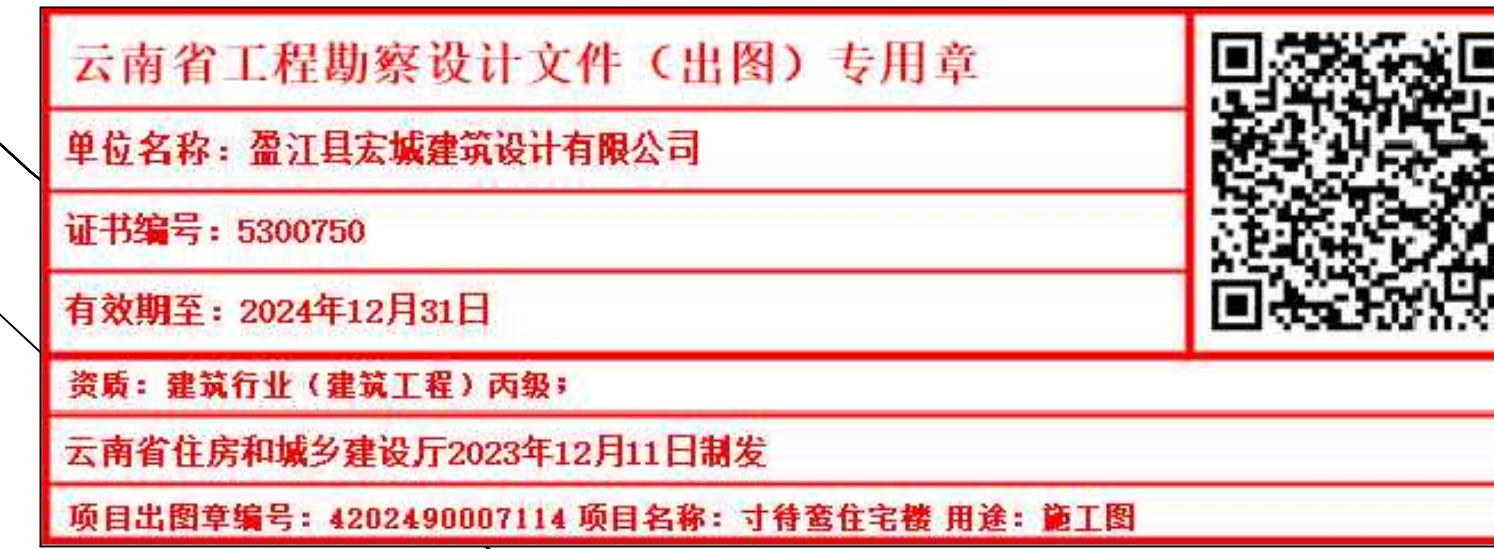 云南省工程勘察设计文件（出图）专用章
单位名称：盈江县宏城建筑设计有限公司
证书编号：5300750
有效期至：2024年12月31日
资质：建筑行业（建筑工程）丙级；
云南省住房和城乡建设厅2023年12月11日制发
项目出图章编号：4202490007114 项目名称：寸待鸾住宅楼 用途：施工图